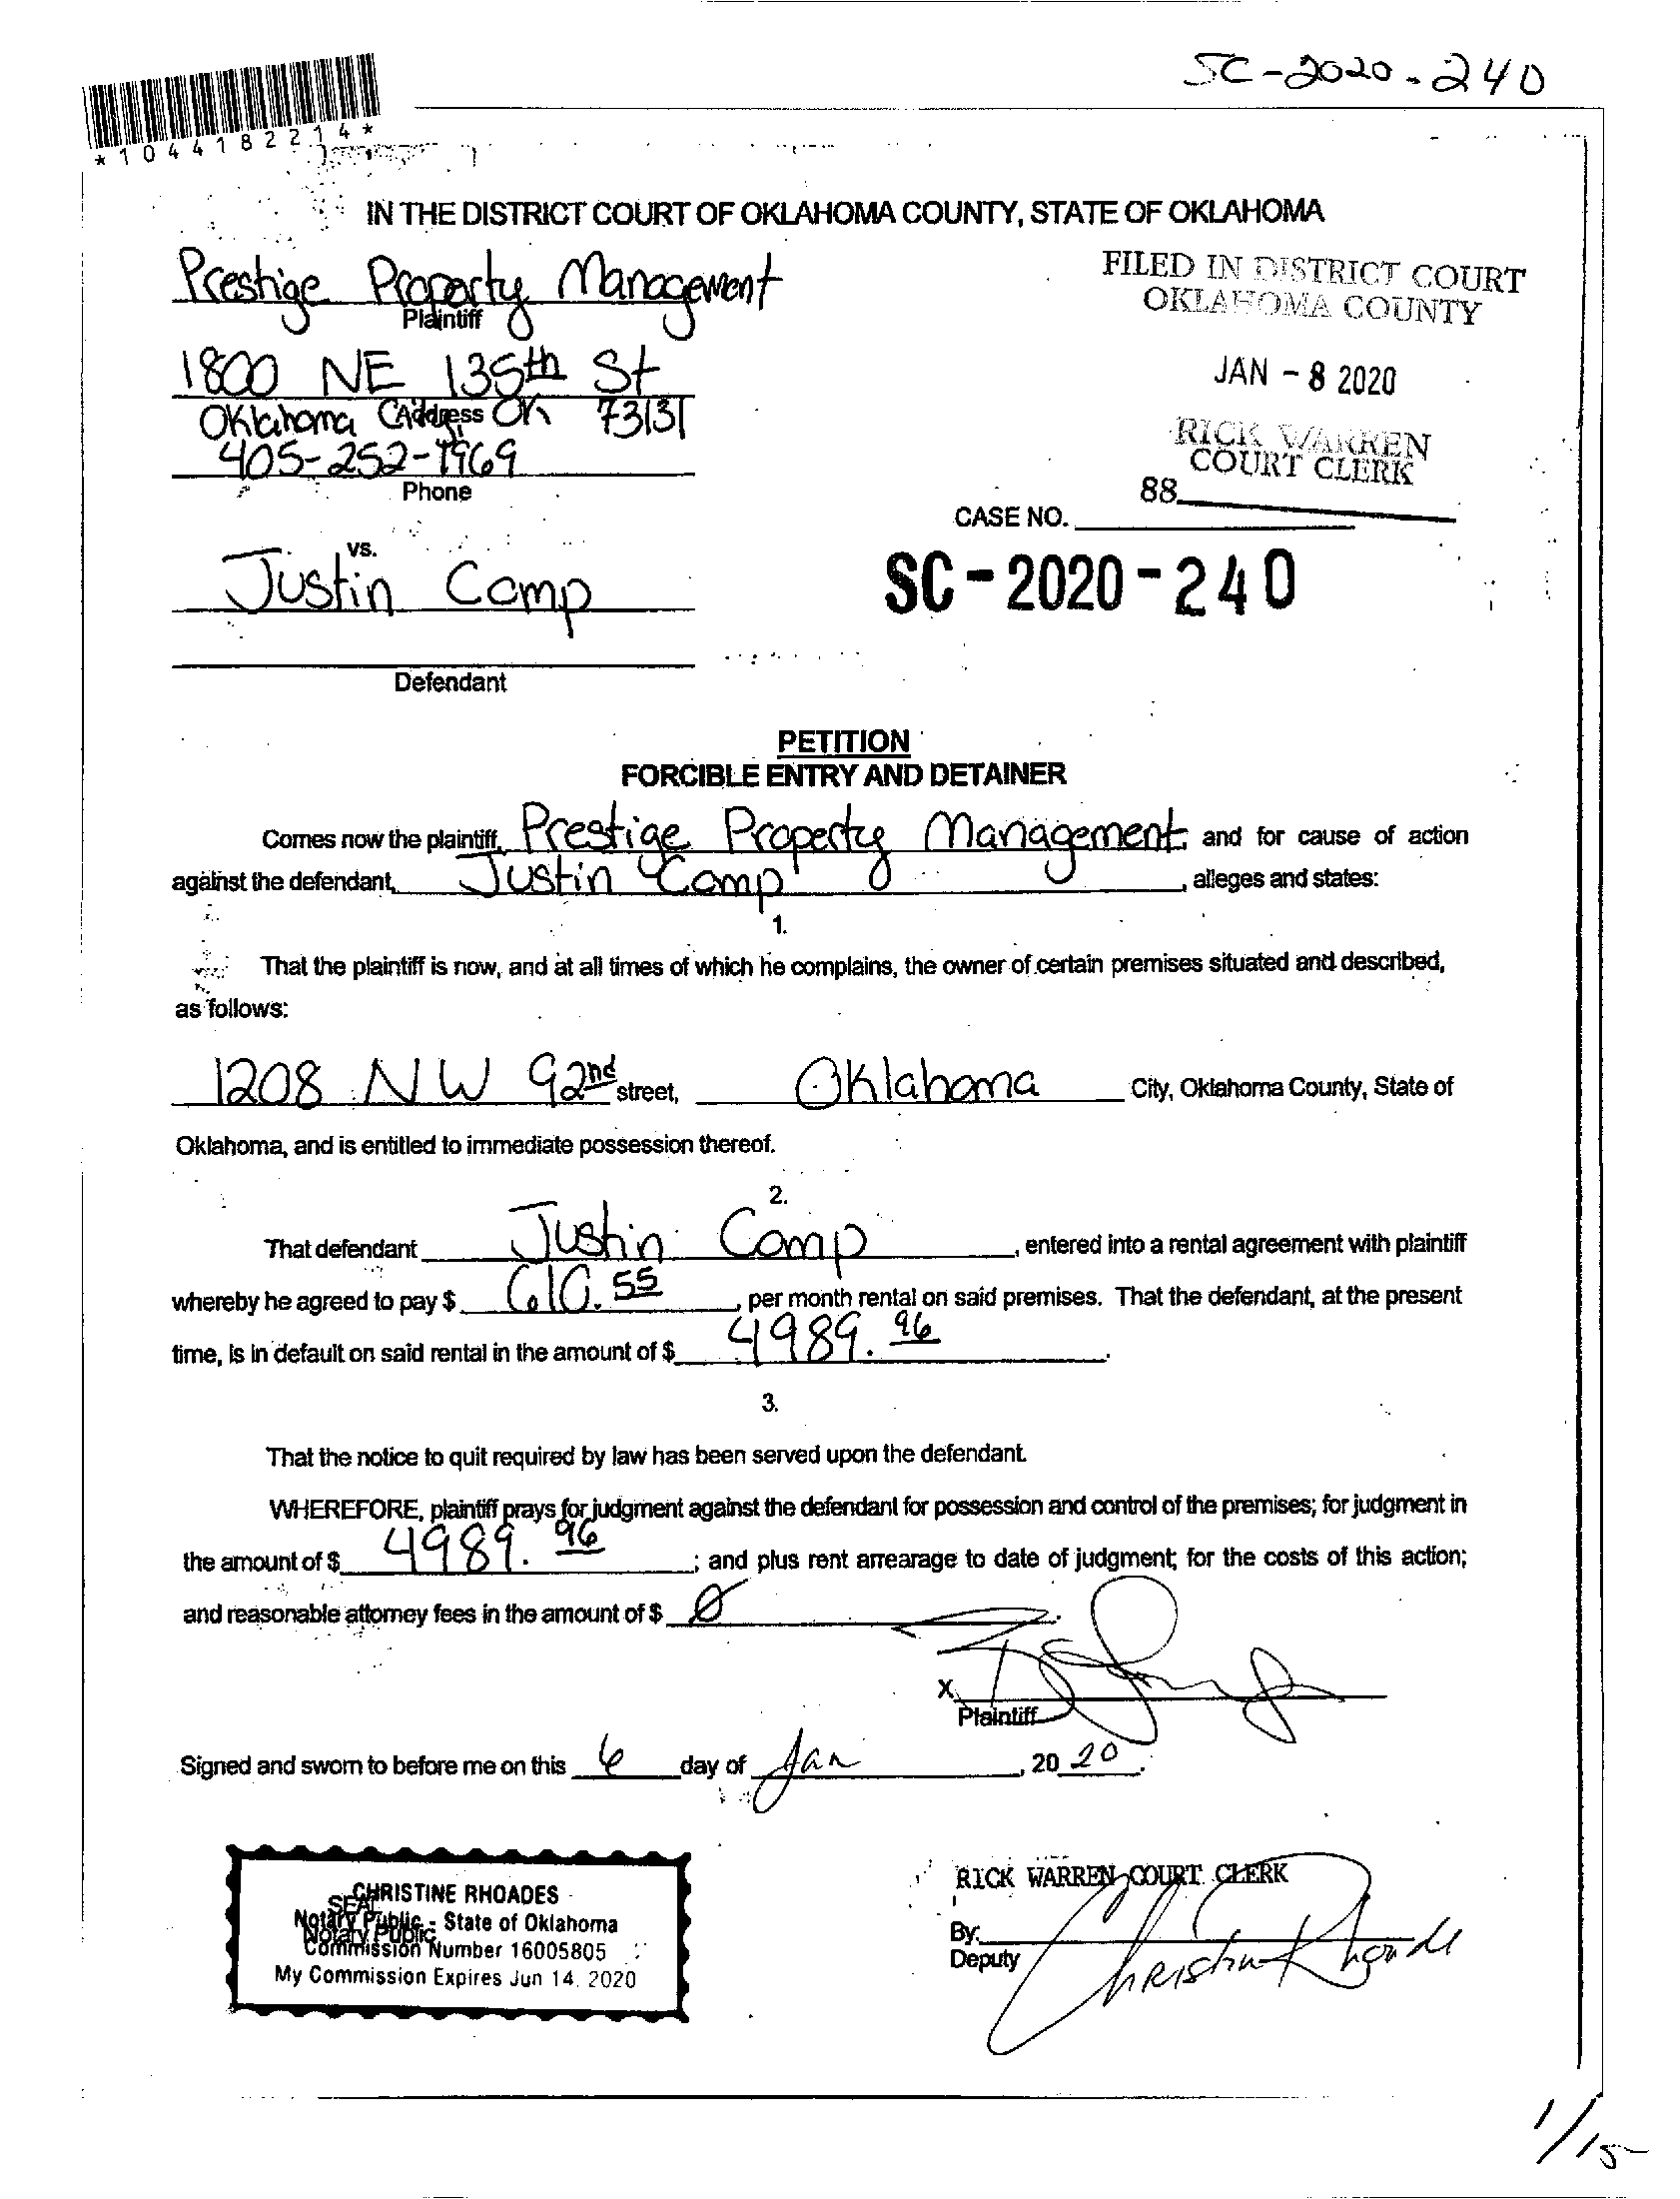 SC-2020-240
*1044182214*
IN THE DISTRICT COURT OF OKLAHOMA COUNTY, STATE OF OKLAHOMA
Prestige Property Management
Plaintiff
1800 NE 135th St
Address
Oklahoma City OK 73131
405-252-1969
Phone
vs.
Justin Camp
Defendant
FILED IN DISTRICT COURT
OKLAHOMA COUNTY
JAN - 8 2020
RICK WARREN
COURT CLERK
88
CASE NO.
SC-2020-240
PETITION
FORCIBLE ENTRY AND DETAINER
Comes now the plaintiff, Prestige Property Management, and for cause of action
against the defendant, Justin Camp, alleges and states:
1.
That the plaintiff is now, and at all times of which he complains, the owner of certain premises situated and described,
as follows:
1208 NW 92nd street, Oklahoma City, Oklahoma County, State of
Oklahoma, and is entitled to immediate possession thereof.
2.
That defendant Justin Camp, entered into a rental agreement with plaintiff
whereby he agreed to pay $ 610.55, per month rental on said premises. That the defendant, at the present
time, is in default on said rental in the amount of $ 4989.96.
3.
That the notice to quit required by law has been served upon the defendant.
WHEREFORE, plaintiff prays for judgment against the defendant for possession and control of the premises; for judgment in
the amount of $ 4989.96; and plus rent arrearage to date of judgment; for the costs of this action;
and reasonable attorney fees in the amount of $ 0.
X
Plaintiff
Signed and sworn to before me on this 6 day of Jan, 2020.
CHRISTINE RHOADES
SEAL
Notary Public - State of Oklahoma
Notary Public
Commission Number 16005805
My Commission Expires Jun 14, 2020
RICK WARREN COURT CLERK
By: Christine Rhoades
Deputy
1/15